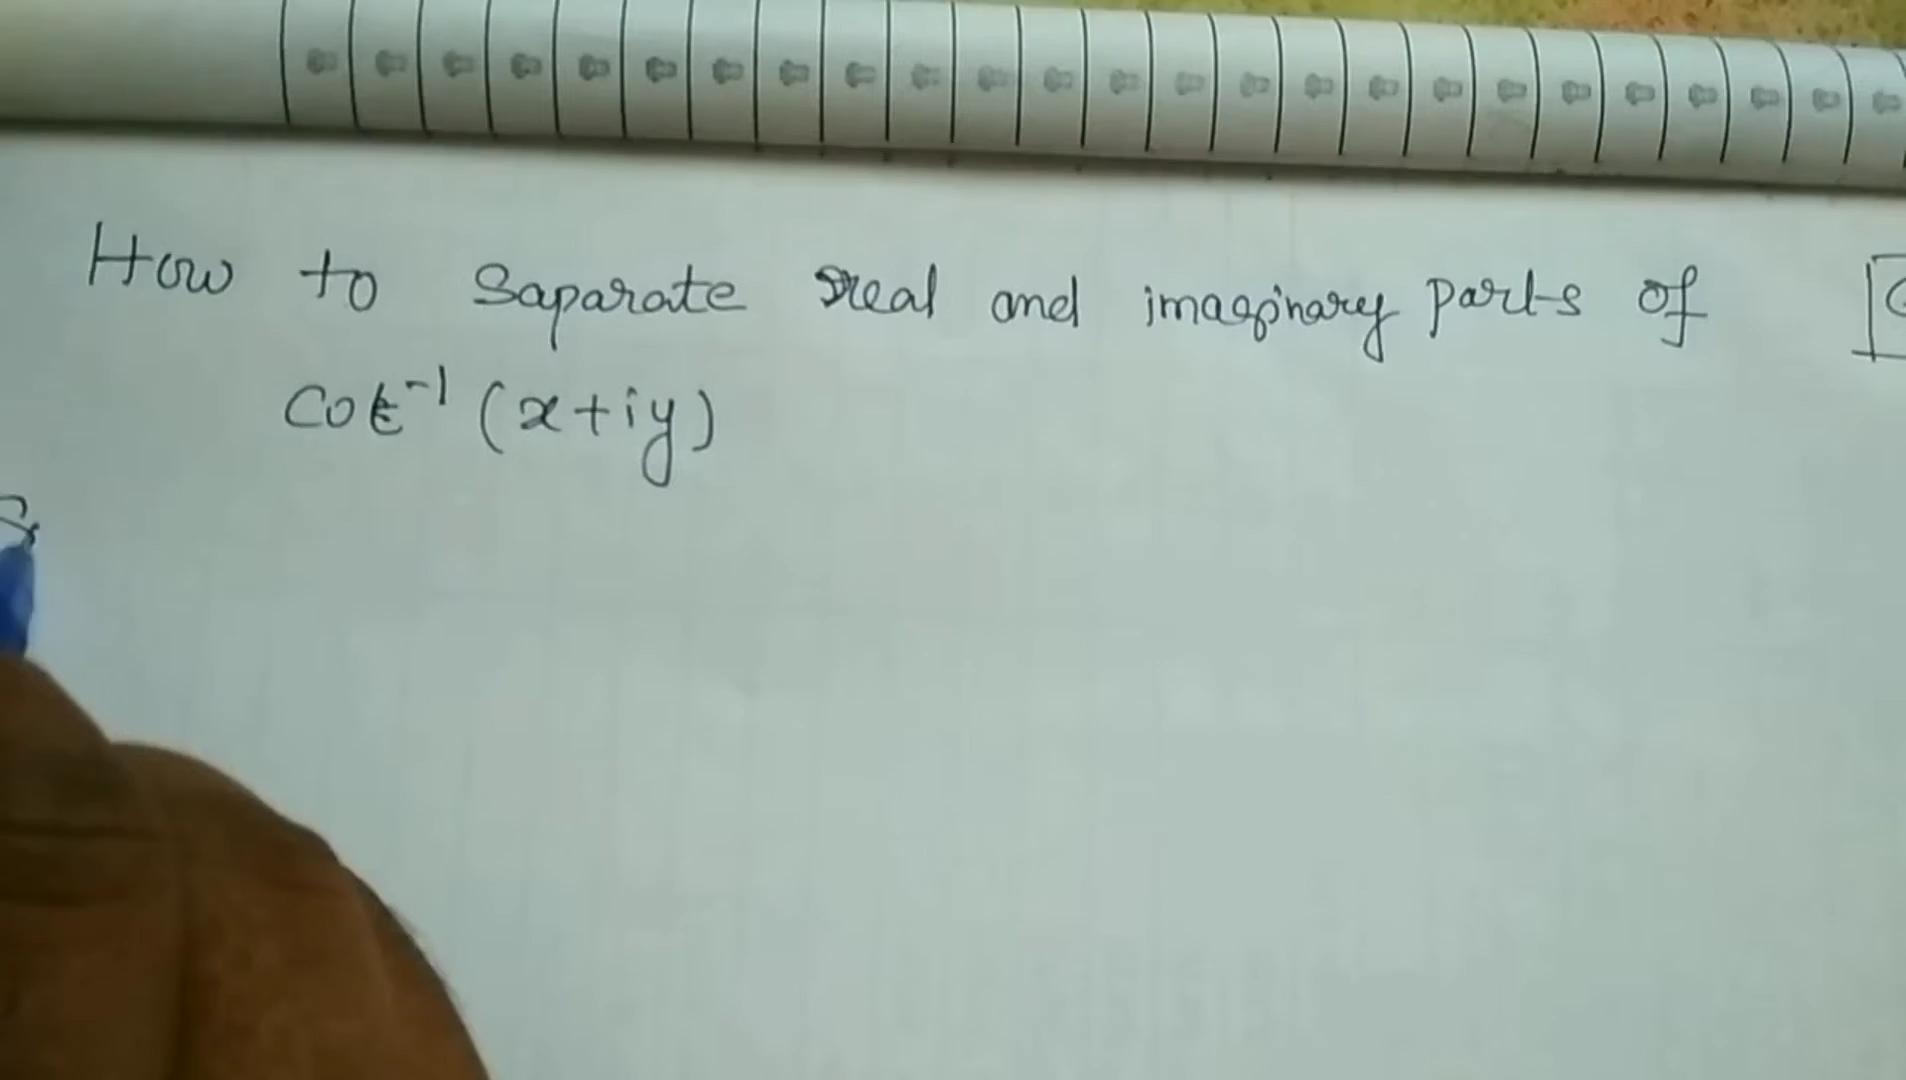 How to Saparate real and imaginary parts of
Cot⁻¹ (x+iy)